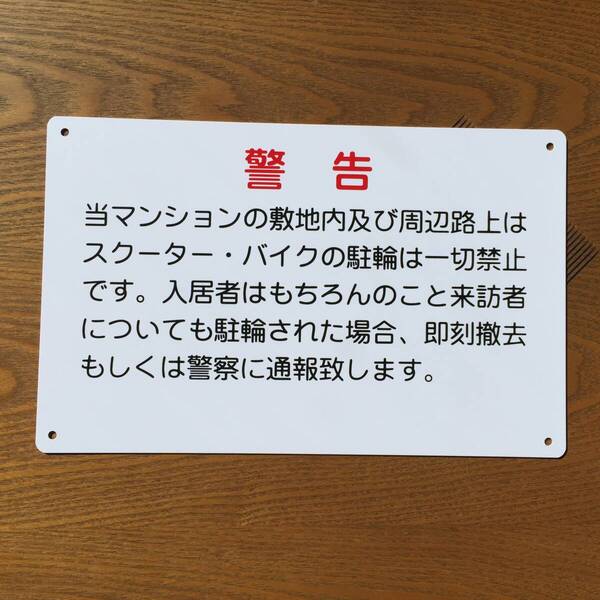 警告
当マンションの敷地内及び周辺路上は
スクーター・バイクの駐輪は一切禁止
です。入居者はもちろんのこと来訪者
についても駐輪された場合、即刻撤去
もしくは警察に通報致します。